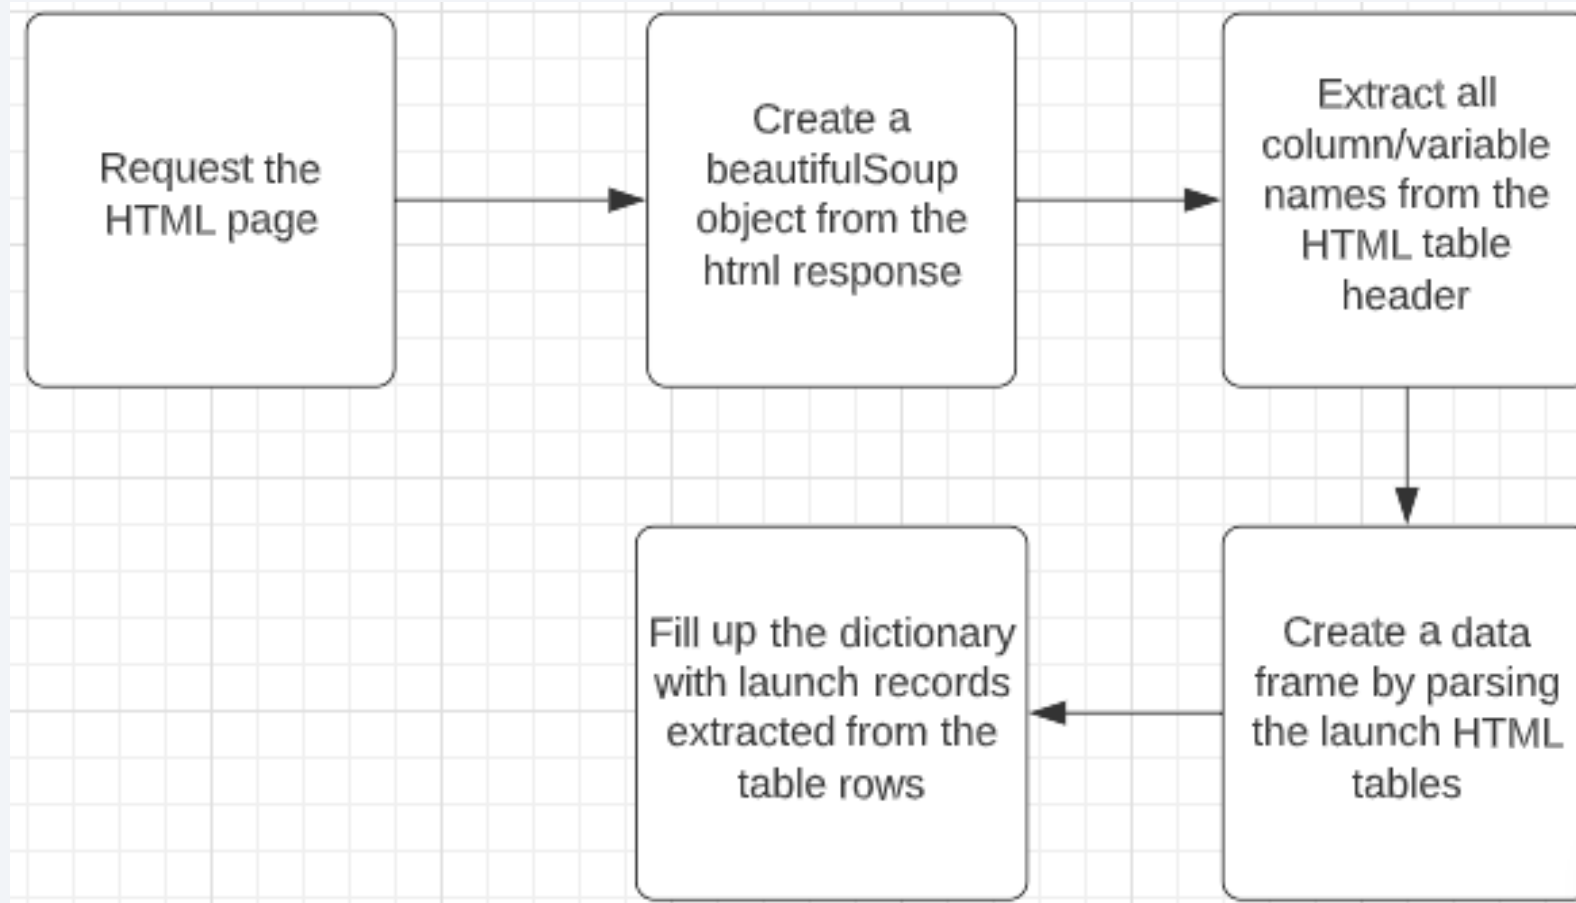 Request the
HTML page
Create a
beautifulSoup
object from the
html response
Extract all
column/variable
names from the
HTML table
header
Create a data
frame by parsing
the launch HTML
tables
Fill up the dictionary
with launch records
extracted from the
table rows